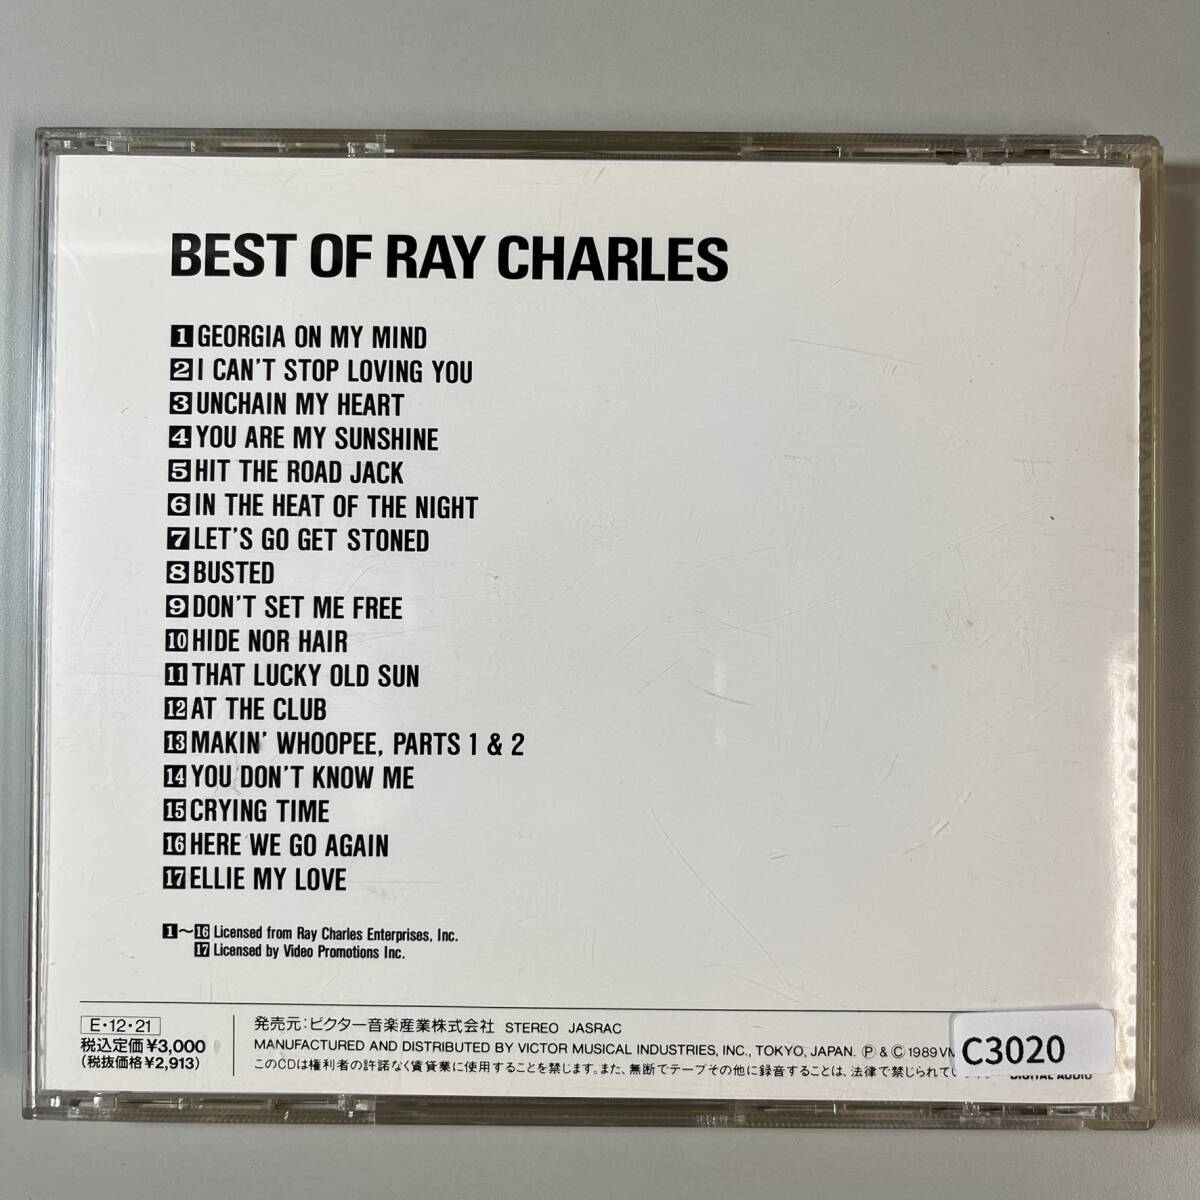 BEST OF RAY CHARLES
1 GEORGIA ON MY MIND
2 I CAN'T STOP LOVING YOU
3 UNCHAIN MY HEART
4 YOU ARE MY SUNSHINE
5 HIT THE ROAD JACK
6 IN THE HEAT OF THE NIGHT
7 LET'S GO GET STONED
8 BUSTED
9 DON'T SET ME FREE
10 HIDE NOR HAIR
11 THAT LUCKY OLD SUN
12 AT THE CLUB
13 MAKIN' WHOOPEE, PARTS 1 & 2
14 YOU DON'T KNOW ME
15 CRYING TIME
16 HERE WE GO AGAIN
17 ELLIE MY LOVE
1～16 Licensed from Ray Charles Enterprises, Inc.
17 Licensed by Video Promotions Inc.
E・12・21
税込定価¥3,000
(税抜価格¥2,913)
発売元：ビクター音楽産業株式会社 STEREO JASRAC
MANUFACTURED AND DISTRIBUTED BY VICTOR MUSICAL INDUSTRIES, INC., TOKYO, JAPAN. Ⓟ & Ⓒ 1989 VM
このCDは権利者の許諾なく賃貸業に使用することを禁じます。また、無断でテープその他に録音することは、法律で禁じられてい
C3020
DIGITAL AUDIO